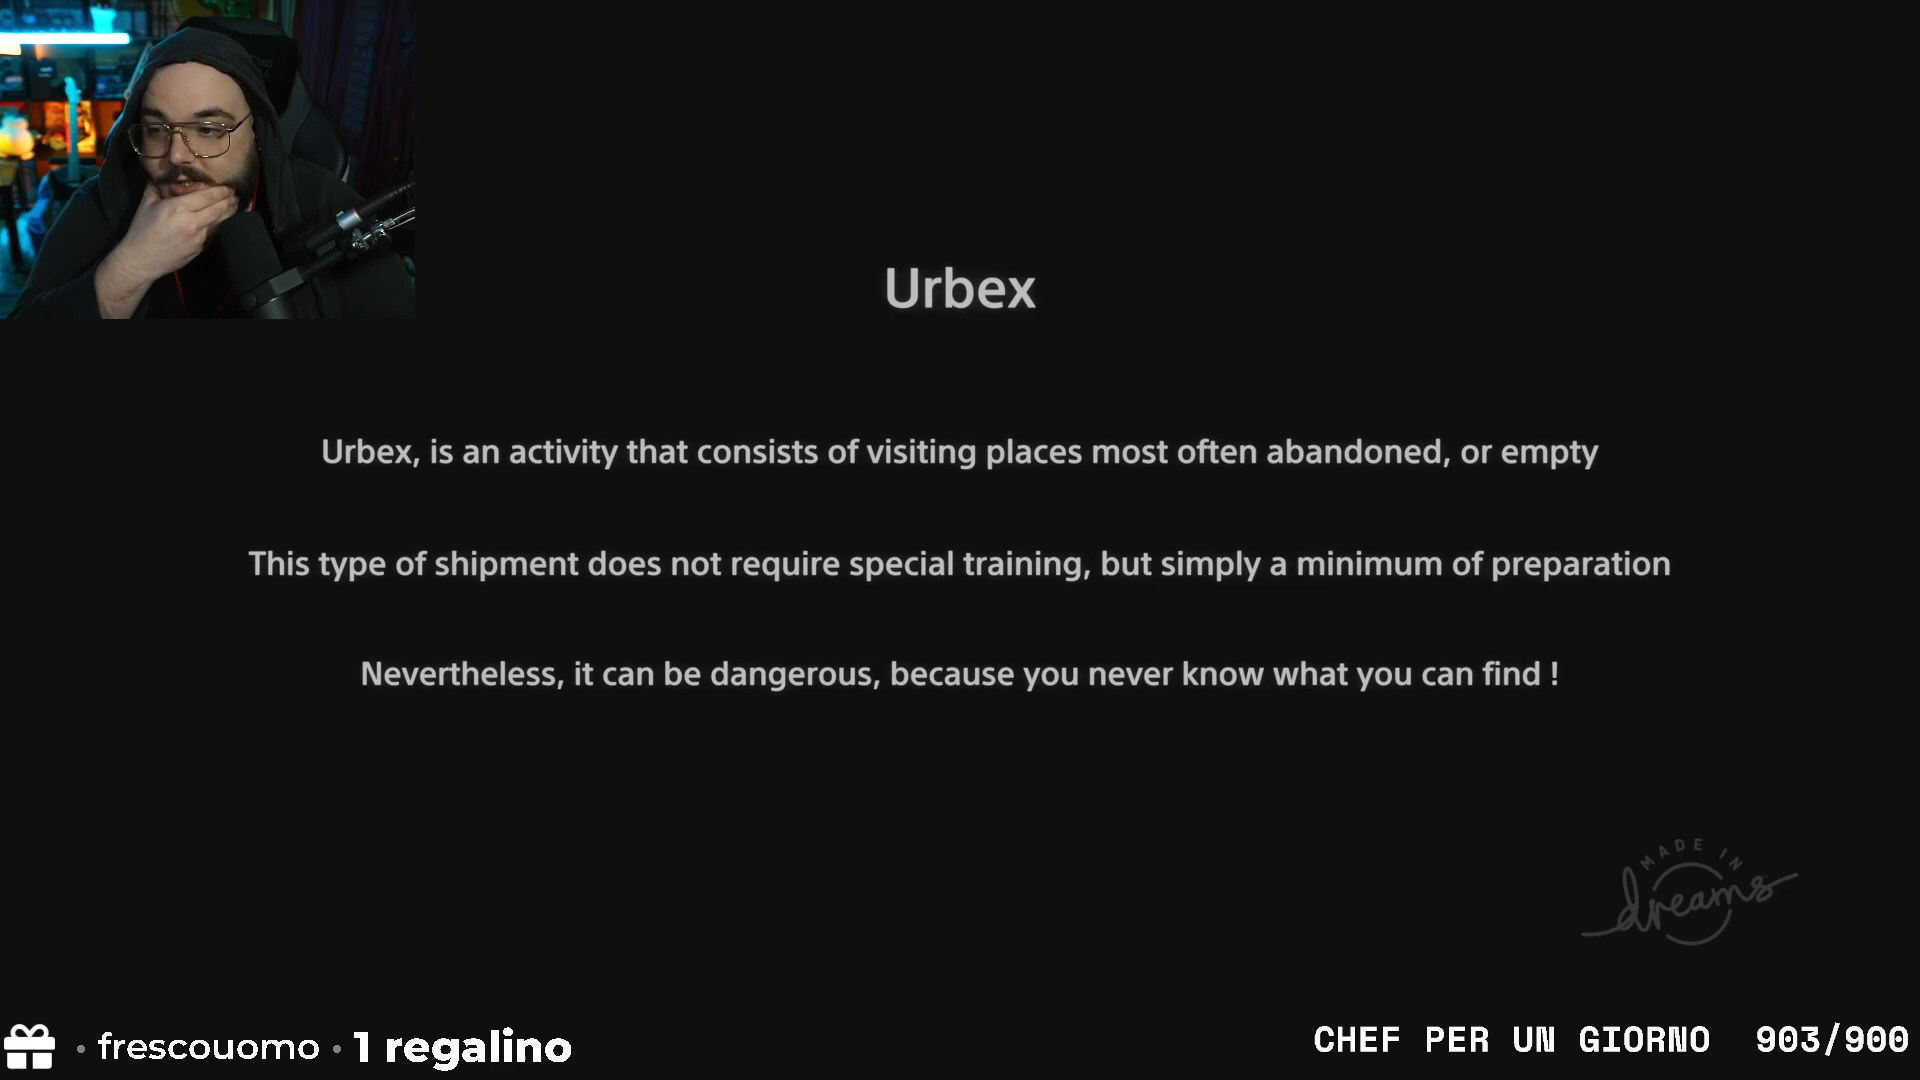 Urbex
Urbex, is an activity that consists of visiting places most often abandoned, or empty
This type of shipment does not require special training, but simply a minimum of preparation
Nevertheless, it can be dangerous, because you never know what you can find !
MADE IN
dreams
• frescouomo • 1 regalino
CHEF PER UN GIORNO 903/900